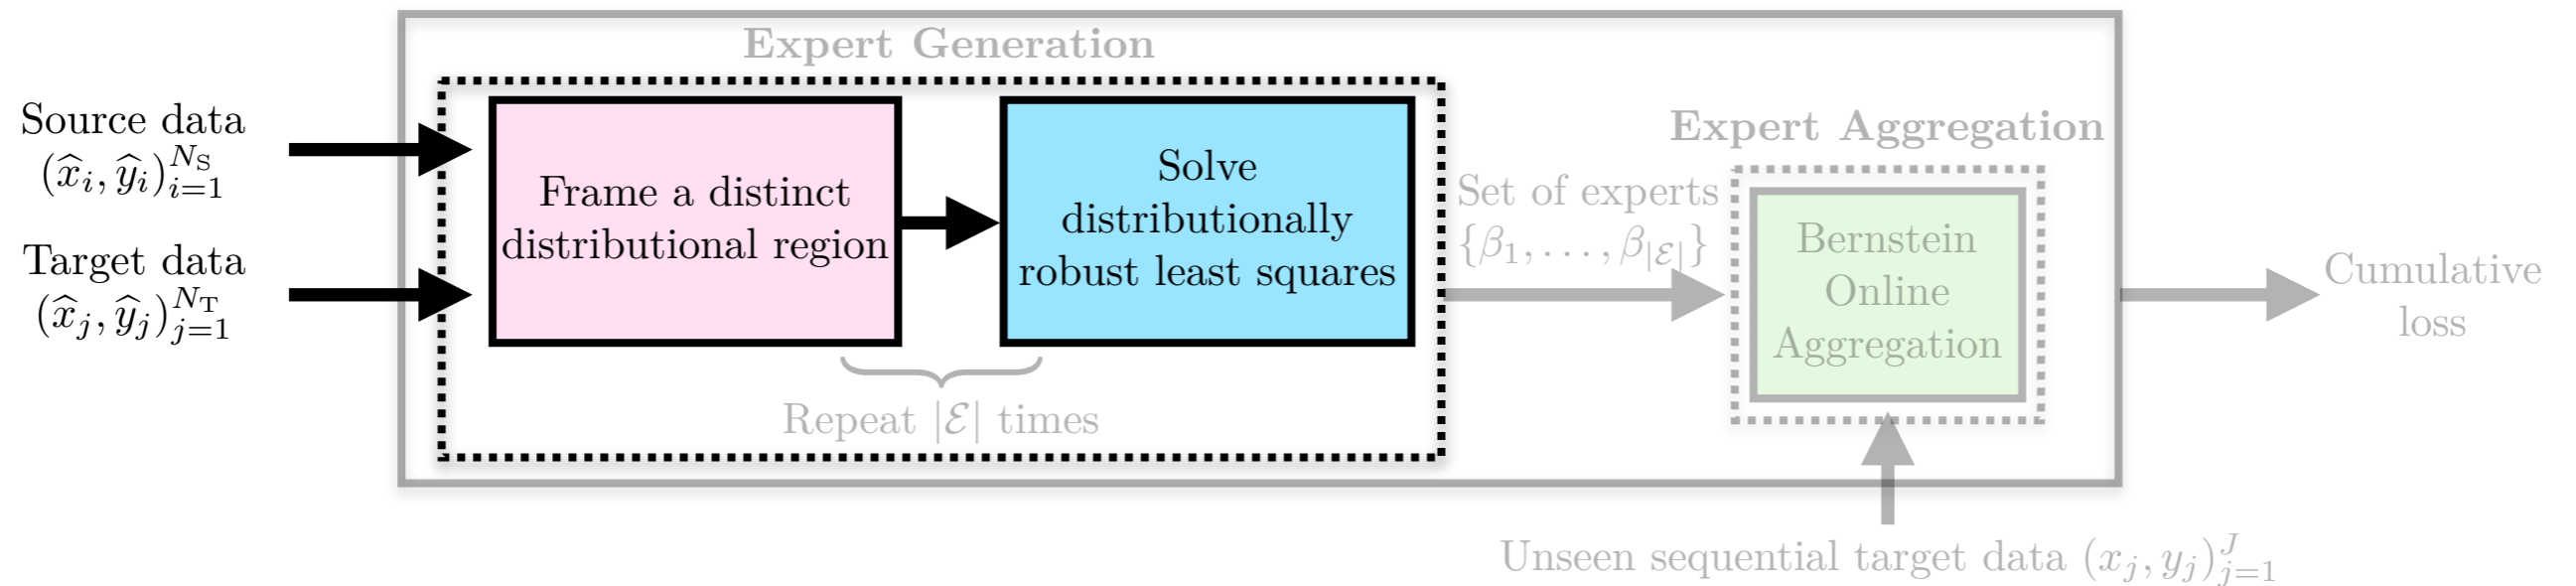 Expert Generation
Source data
$(\widehat{x}_i, \widehat{y}_i)_{i=1}^{N_{\mathrm{S}}}$
Target data
$(\widehat{x}_j, \widehat{y}_j)_{j=1}^{N_{\mathrm{T}}}$
Frame a distinct
distributional region
Solve
distributionally
robust least squares
Repeat $|\mathcal{E}|$ times
Set of experts
$\{\beta_1, \ldots, \beta_{|\mathcal{E}|}\}$
Expert Aggregation
Bernstein
Online
Aggregation
Unseen sequential target data $(x_j, y_j)_{j=1}^{J}$
Cumulative
loss